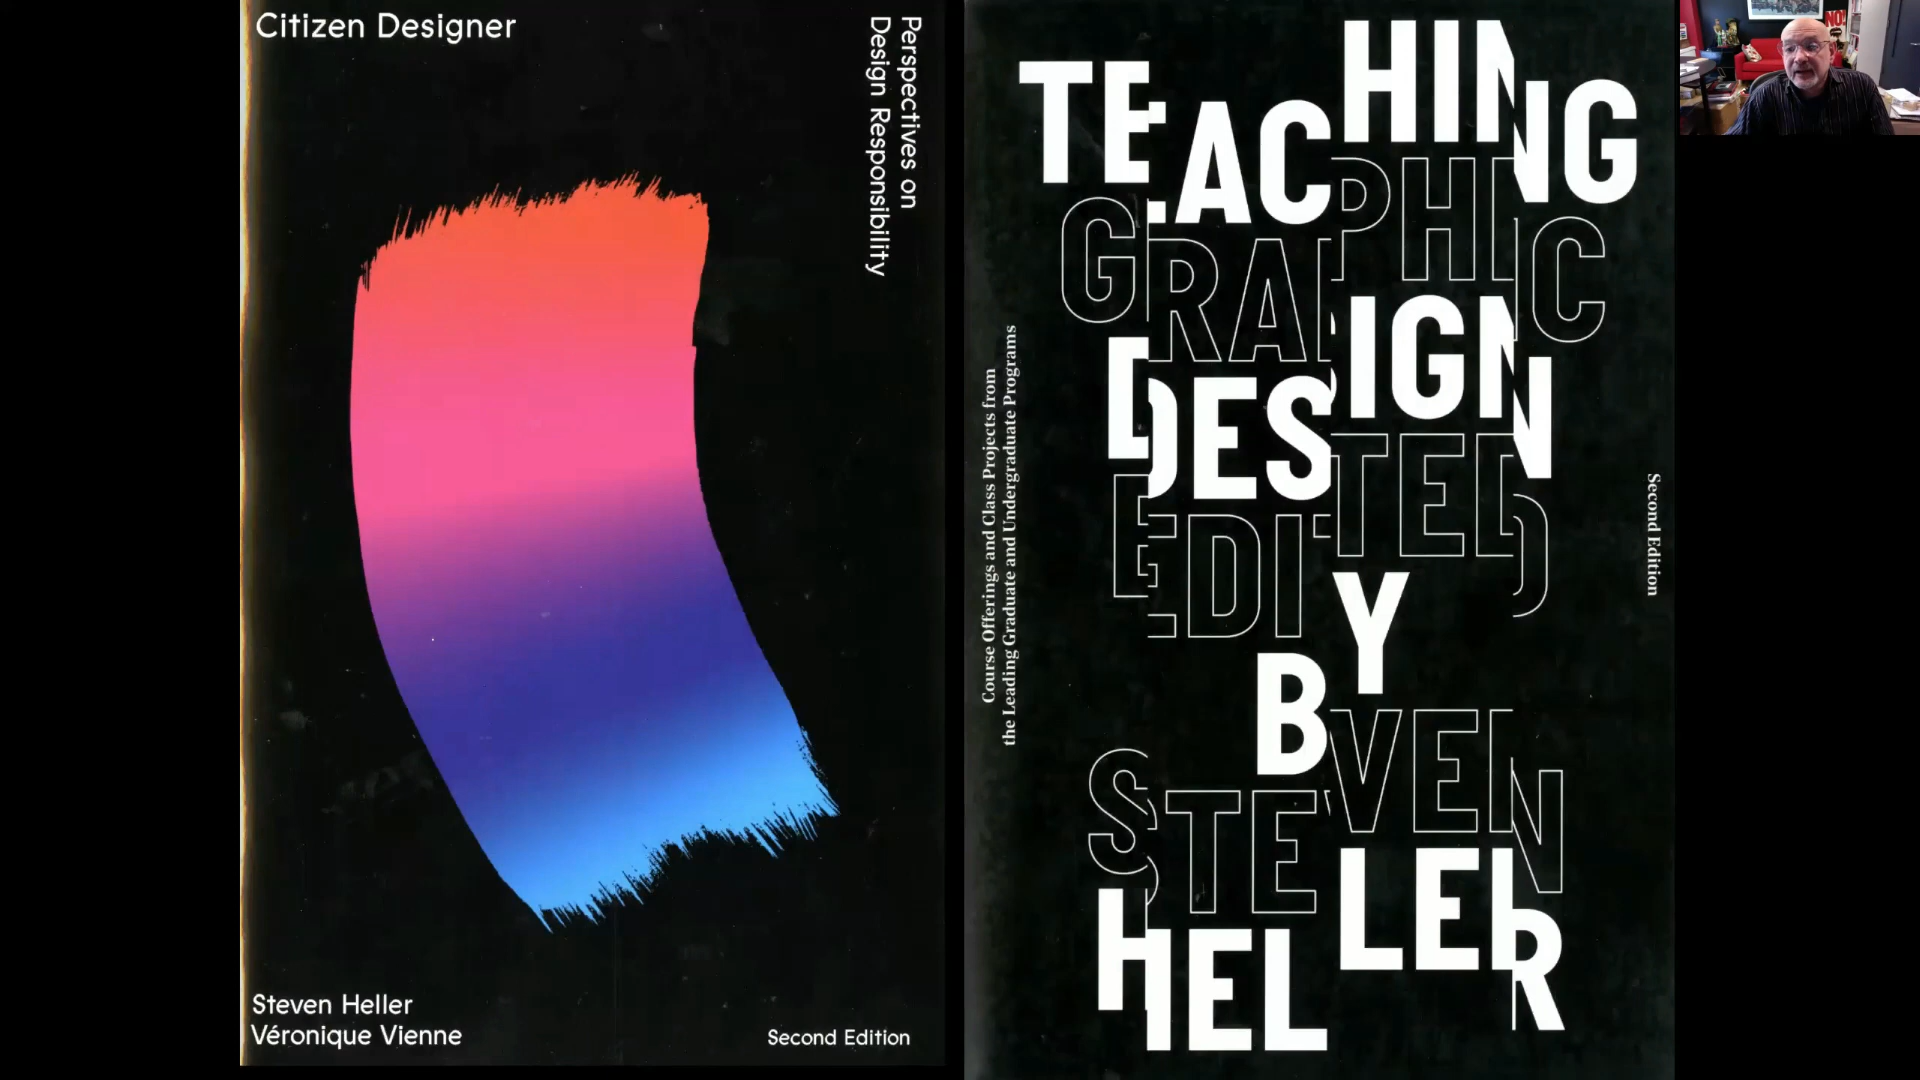 Citizen Designer
Perspectives on
Design Responsibility
Steven Heller
Véronique Vienne
Second Edition
TEACHING
GRAPHIC
DESIGN
EDITED
BY
STEVEN
HELLER
Course Offerings and Class Projects from
the Leading Graduate and Undergraduate Programs
Second Edition
NO!